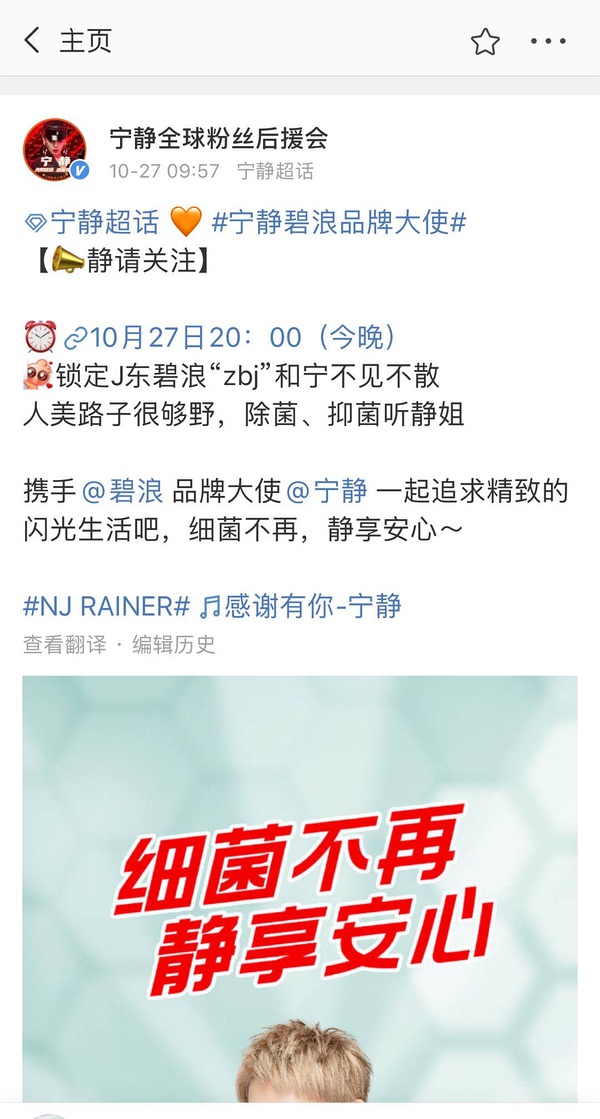 主页
宁静全球粉丝后援会
10-27 09:57 宁静超话
宁静超话 🧡 #宁静碧浪品牌大使#
【📣静请关注】
⏰10月27日20：00（今晚）
锁定J东碧浪“zbj”和宁不见不散
人美路子很够野，除菌、抑菌听静姐
携手@碧浪 品牌大使@宁静 一起追求精致的
闪光生活吧，细菌不再，静享安心～
#NJ RAINER# 🎵感谢有你-宁静
查看翻译 · 编辑历史
细菌不再
静享安心